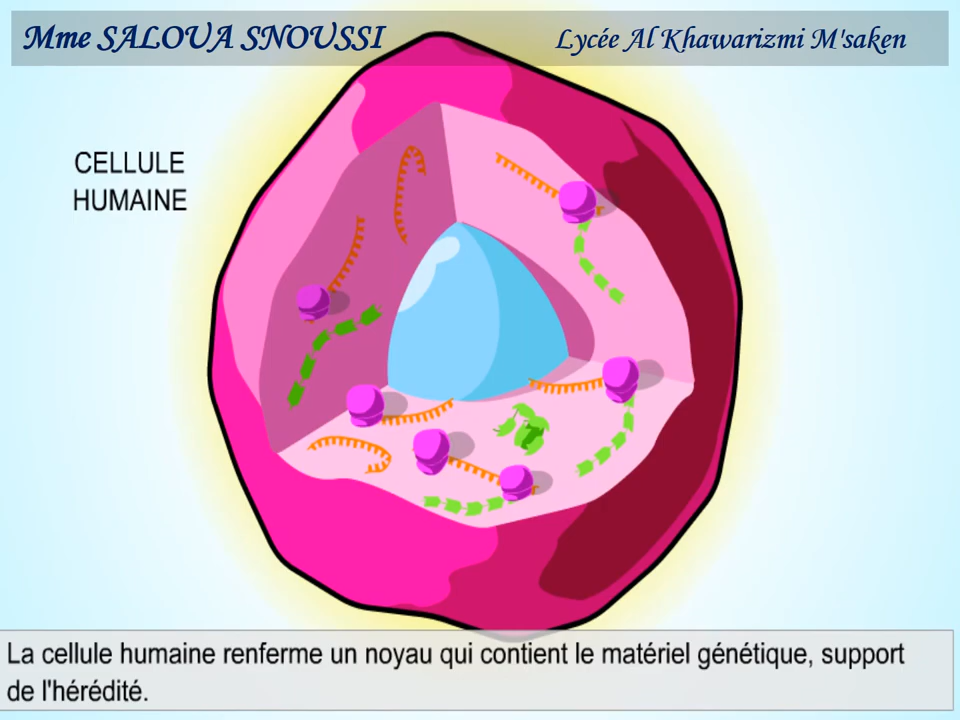 Mme SALOUA SNOUSSI
Lycée Al Khawarizmi M'saken
CELLULE
HUMAINE
La cellule humaine renferme un noyau qui contient le matériel génétique, support
de l'hérédité.